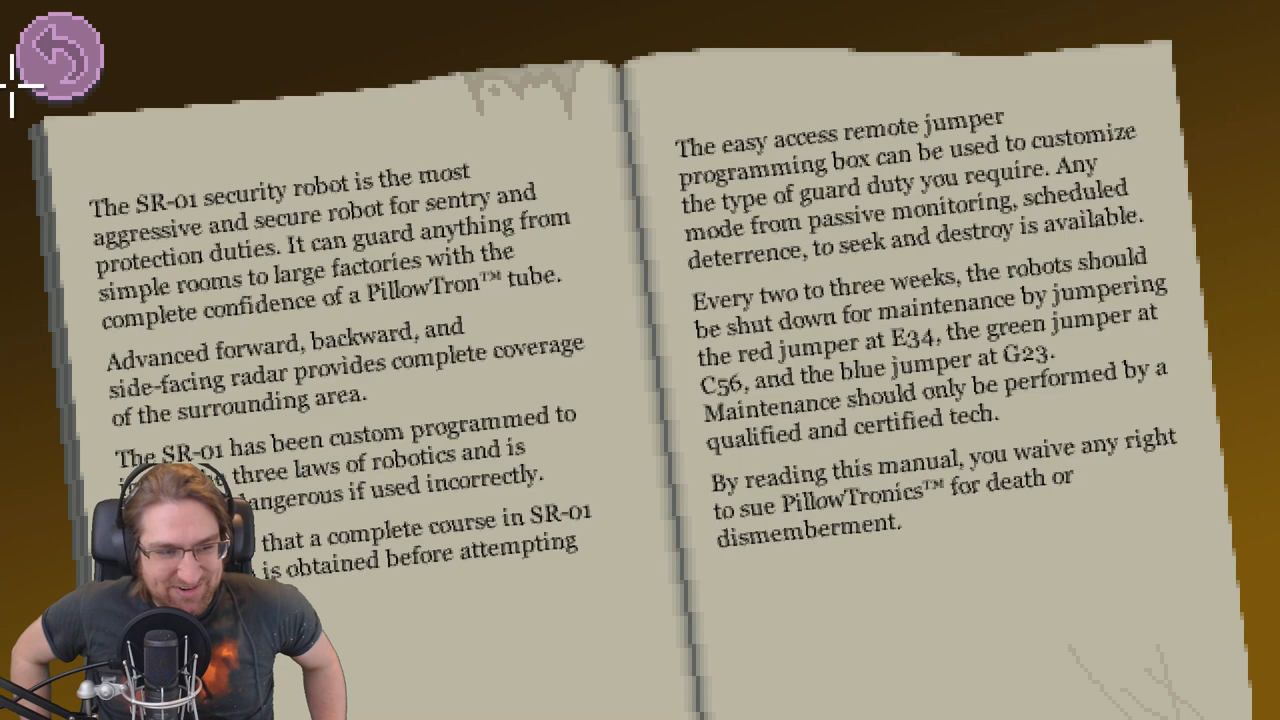 The SR-01 security robot is the most
aggressive and secure robot for sentry and
protection duties. It can guard anything from
simple rooms to large factories with the
complete confidence of a PillowTron™ tube.
Advanced forward, backward, and
side-facing radar provides complete coverage
of the surrounding area.
The SR-01 has been custom programmed to
three laws of robotics and is
dangerous if used incorrectly.
that a complete course in SR-01
is obtained before attempting
The easy access remote jumper
programming box can be used to customize
the type of guard duty you require. Any
mode from passive monitoring, scheduled
deterrence, to seek and destroy is available.
Every two to three weeks, the robots should
be shut down for maintenance by jumpering
the red jumper at E34, the green jumper at
C56, and the blue jumper at G23.
Maintenance should only be performed by a
qualified and certified tech.
By reading this manual, you waive any right
to sue PillowTronics™ for death or
dismemberment.